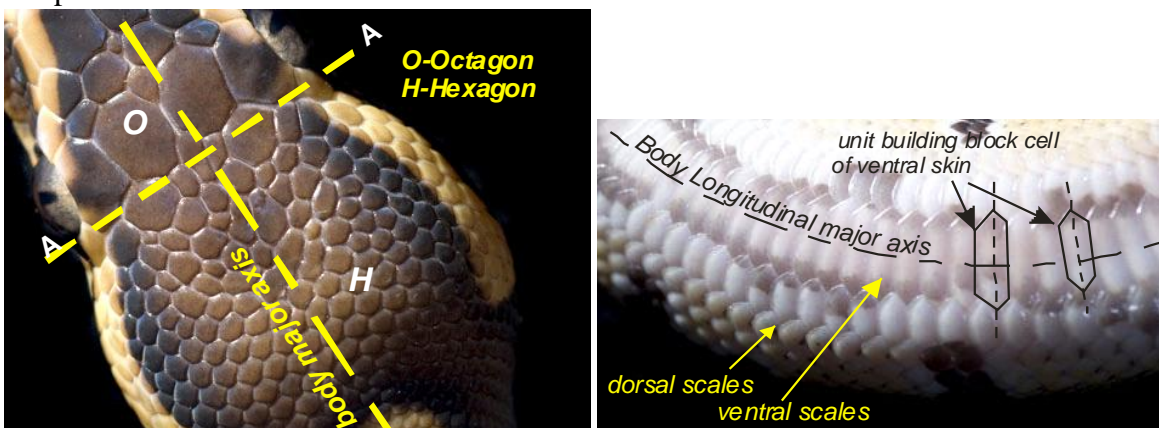 A
O-Octagon
H-Hexagon
O
A
H
body major axis
unit building block cell
of ventral skin
Body Longitudinal major axis
dorsal scales
ventral scales